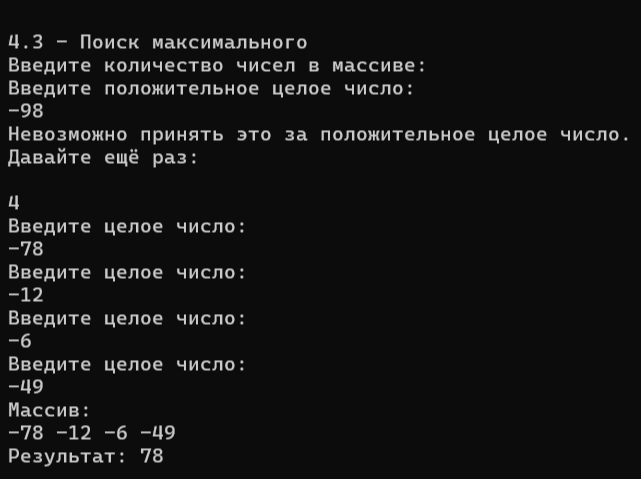 4.3 - Поиск максимального
Введите количество чисел в массиве:
Введите положительное целое число:
-98
Невозможно принять это за положительное целое число.
Давайте ещё раз:
4
Введите целое число:
-78
Введите целое число:
-12
Введите целое число:
-6
Введите целое число:
-49
Массив:
-78 -12 -6 -49
Результат: 78